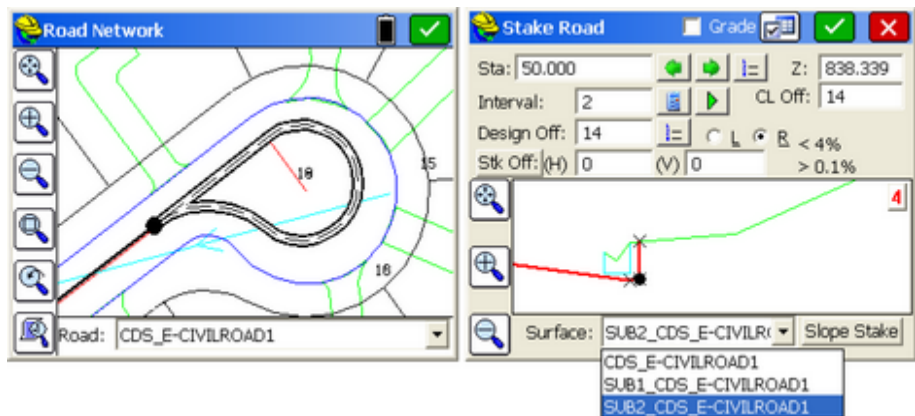 Road Network
18
15
16
Road: CDS_E-CIVILROAD1
Stake Road
Grade
Sta: 50.000
Z: 838.339
Interval: 2
CL Off: 14
Design Off: 14
L R < 4%
Stk Off: (H) 0 (V) 0 > 0.1%
4
Surface: SUB2_CDS_E-CIVILR Slope Stake
CDS_E-CIVILROAD1
SUB1_CDS_E-CIVILROAD1
SUB2_CDS_E-CIVILROAD1